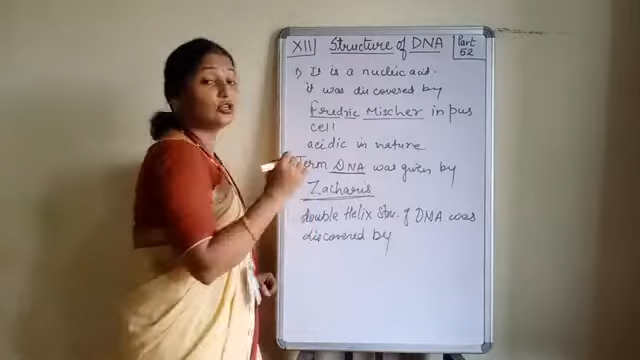 XII Structure of DNA Part 52
1) It is a nucleic acid-
it was discovered by
Fredric Mischer in pus
cell
acidic in nature
Term DNA was given by
Zacharis
double Helix Stru. of DNA was
discovered by